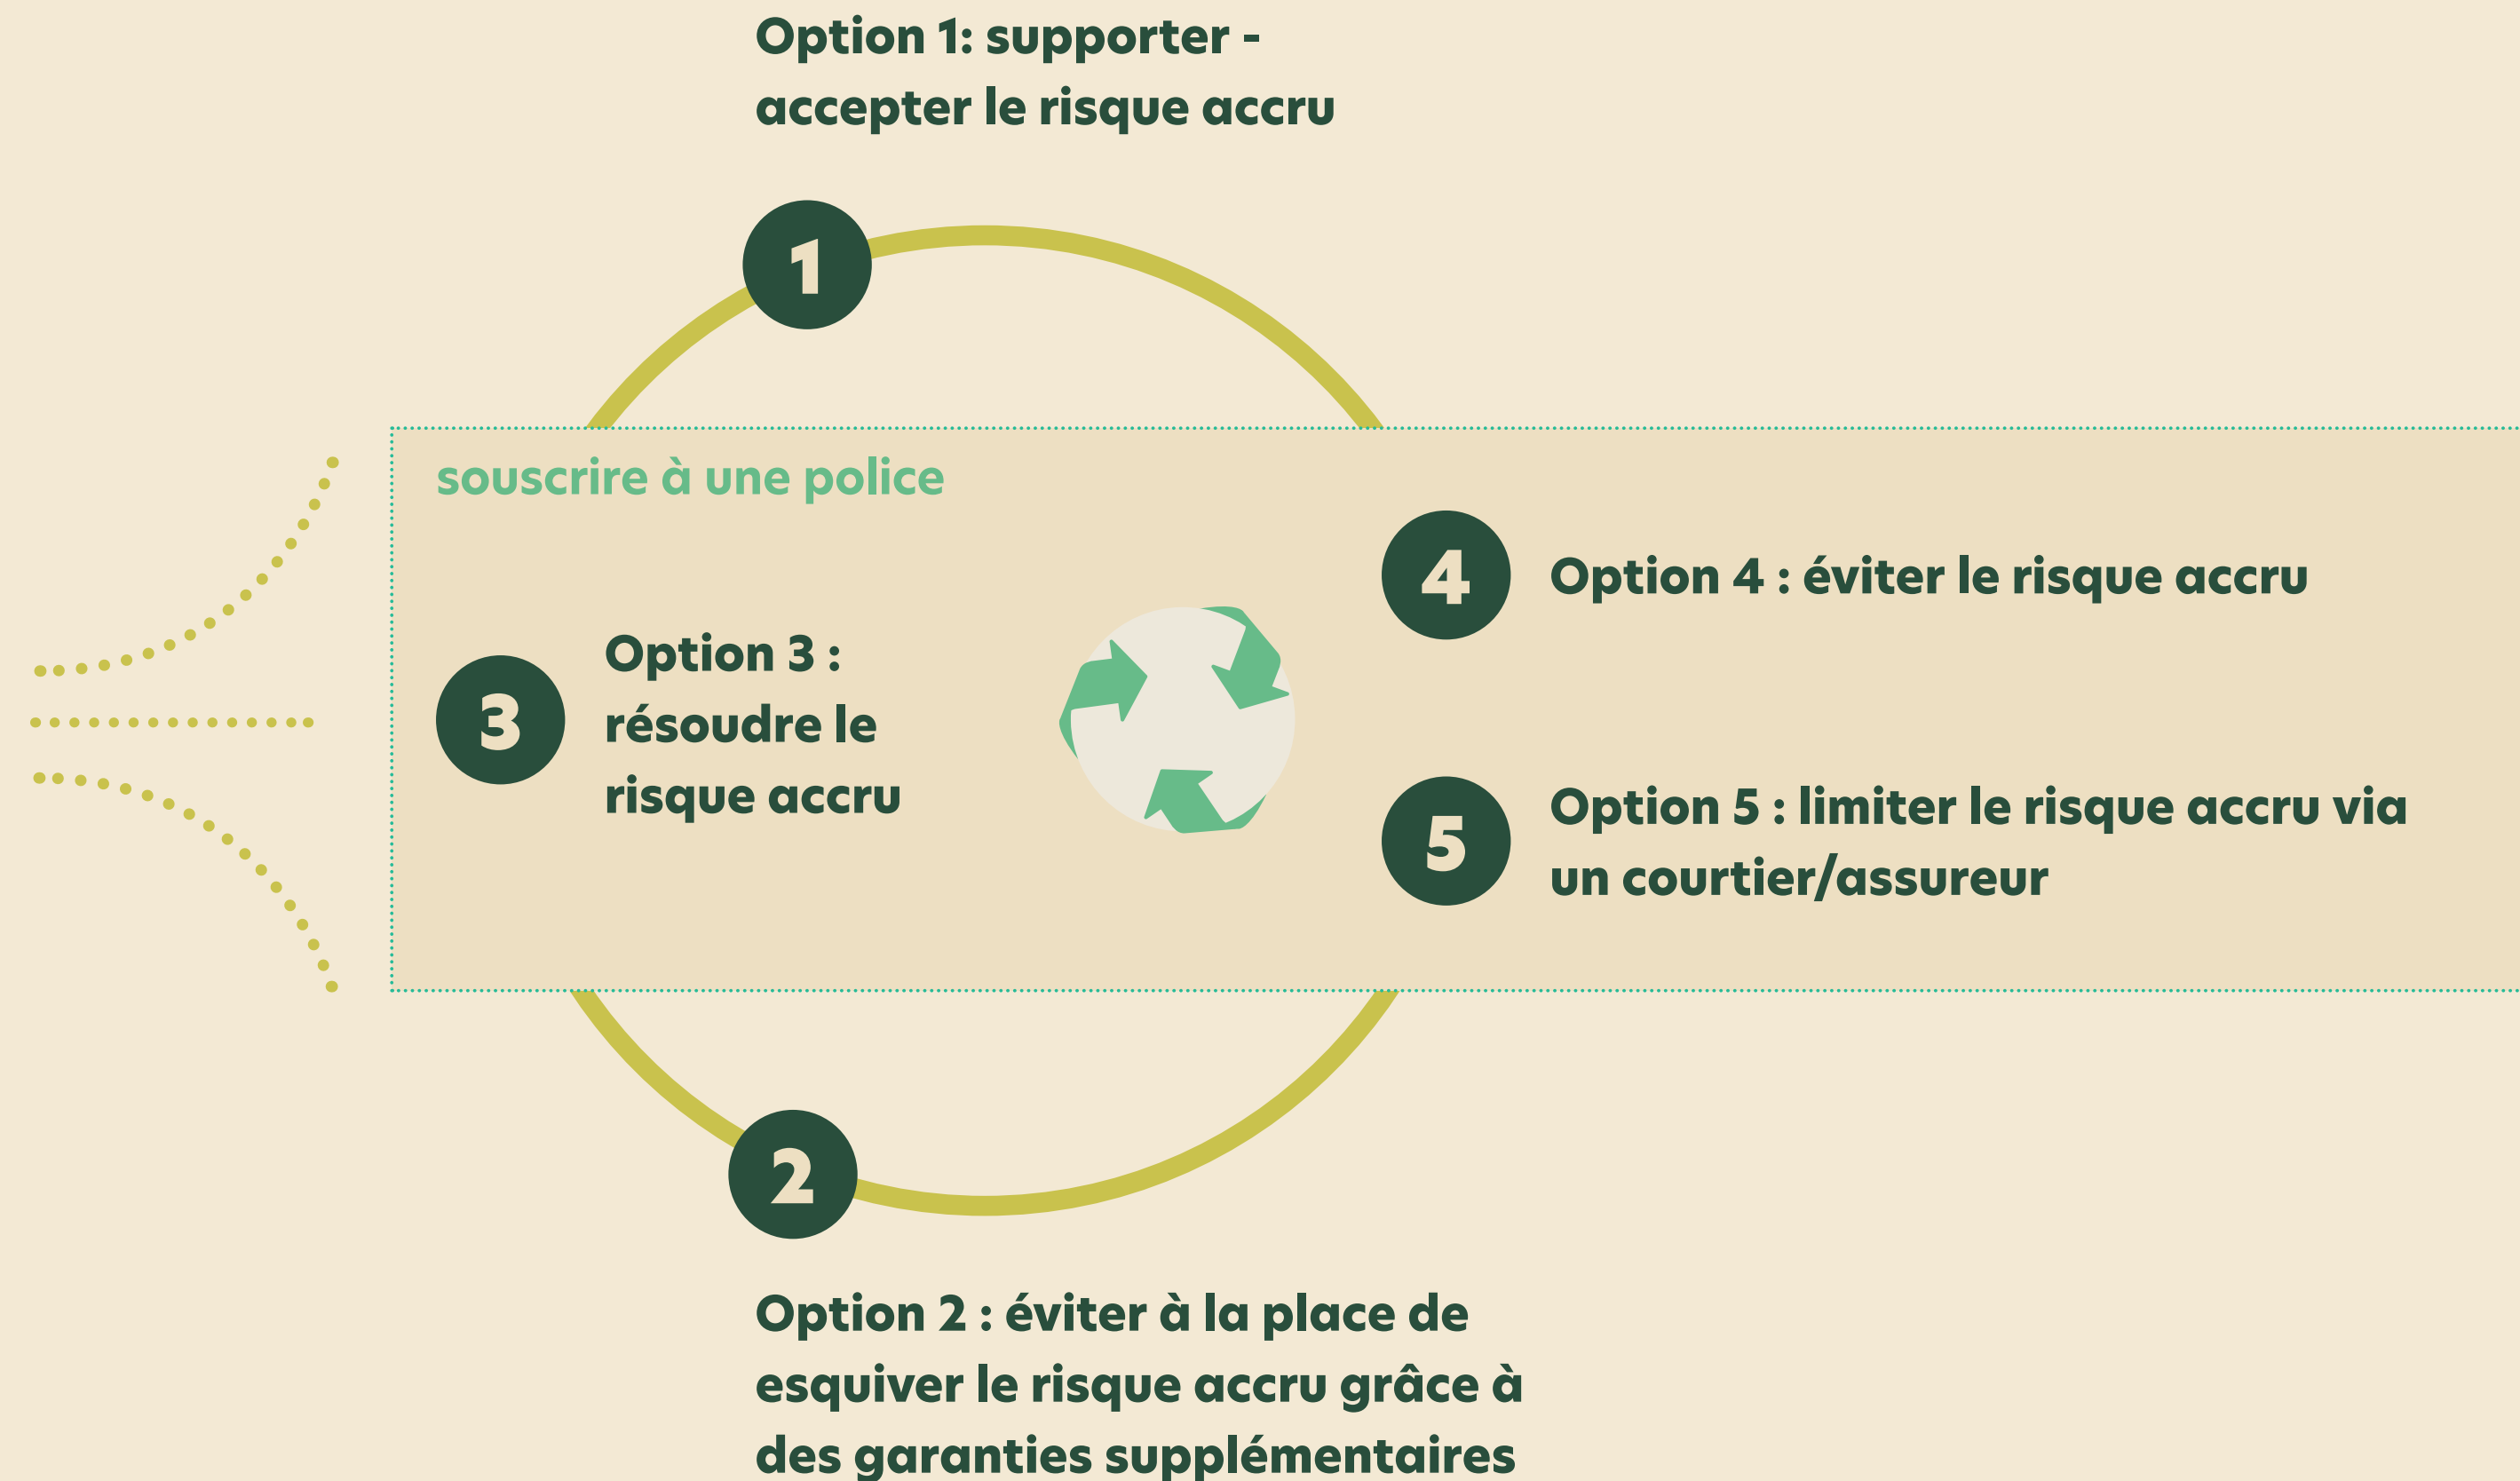 Option 1: supporter -
accepter le risque accru
1
souscrire à une police
3
Option 3 :
résoudre le
risque accru
4
Option 4 : éviter le risque accru
5
Option 5 : limiter le risque accru via
un courtier/assureur
2
Option 2 : éviter à la place de
esquiver le risque accru grâce à
des garanties supplémentaires